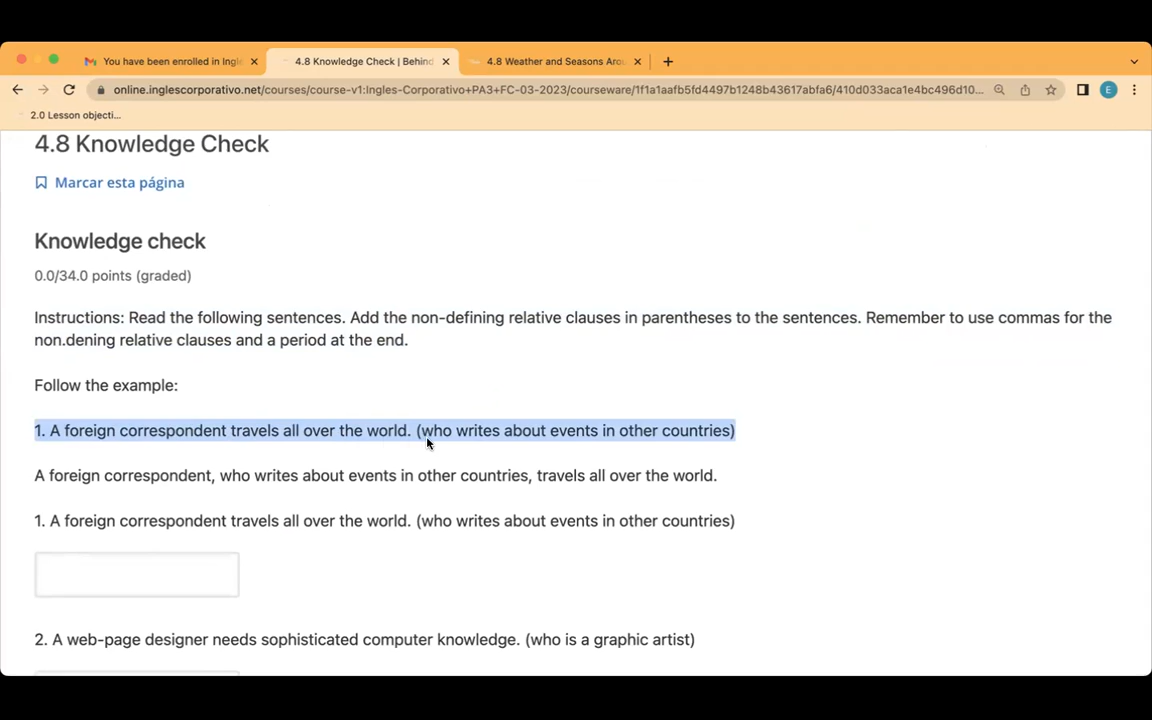 You have been enrolled in Ingl
4.8 Knowledge Check | Behind
4.8 Weather and Seasons Arou
online.inglescorporativo.net/courses/course-v1:Ingles-Corporativo+PA3+FC-03-2023/courseware/1f1a1aafb5fd4497b1248b43617abfa6/410d033aca1e4bc496d10...
E
2.0 Lesson objecti...
4.8 Knowledge Check
Marcar esta página
Knowledge check
0.0/34.0 points (graded)
Instructions: Read the following sentences. Add the non-defining relative clauses in parentheses to the sentences. Remember to use commas for the
non.dening relative clauses and a period at the end.
Follow the example:
1. A foreign correspondent travels all over the world. (who writes about events in other countries)
A foreign correspondent, who writes about events in other countries, travels all over the world.
1. A foreign correspondent travels all over the world. (who writes about events in other countries)
2. A web-page designer needs sophisticated computer knowledge. (who is a graphic artist)